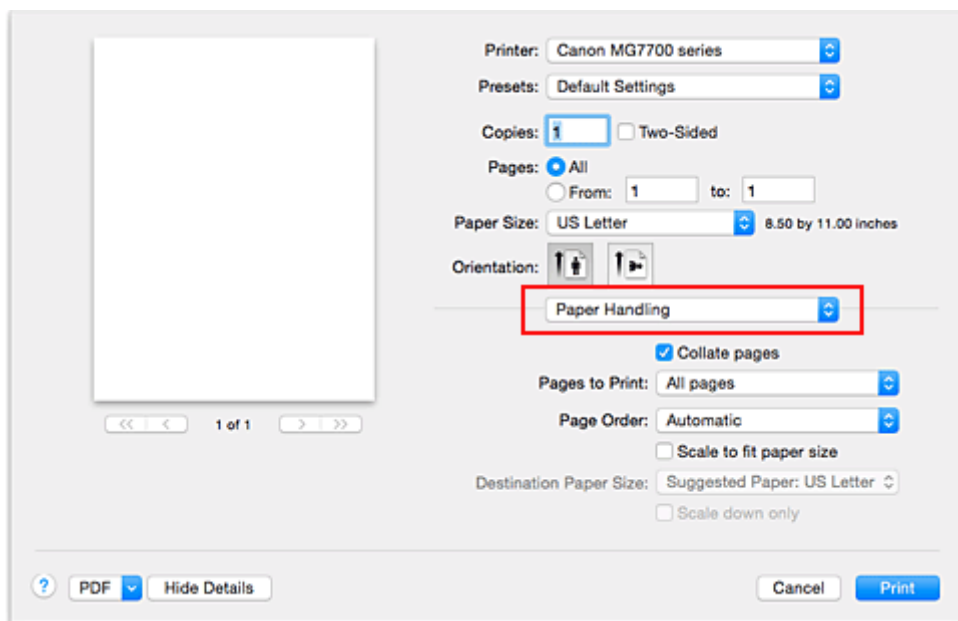 Printer: Canon MG7700 series
Presets: Default Settings
Copies: 1 Two-Sided
Pages: All
From: 1 to: 1
Paper Size: US Letter 8.50 by 11.00 inches
Orientation:
Paper Handling
Collate pages
Pages to Print: All pages
Page Order: Automatic
Scale to fit paper size
Destination Paper Size: Suggested Paper: US Letter
Scale down only
<< < 1 of 1 > >>
? PDF Hide Details Cancel Print